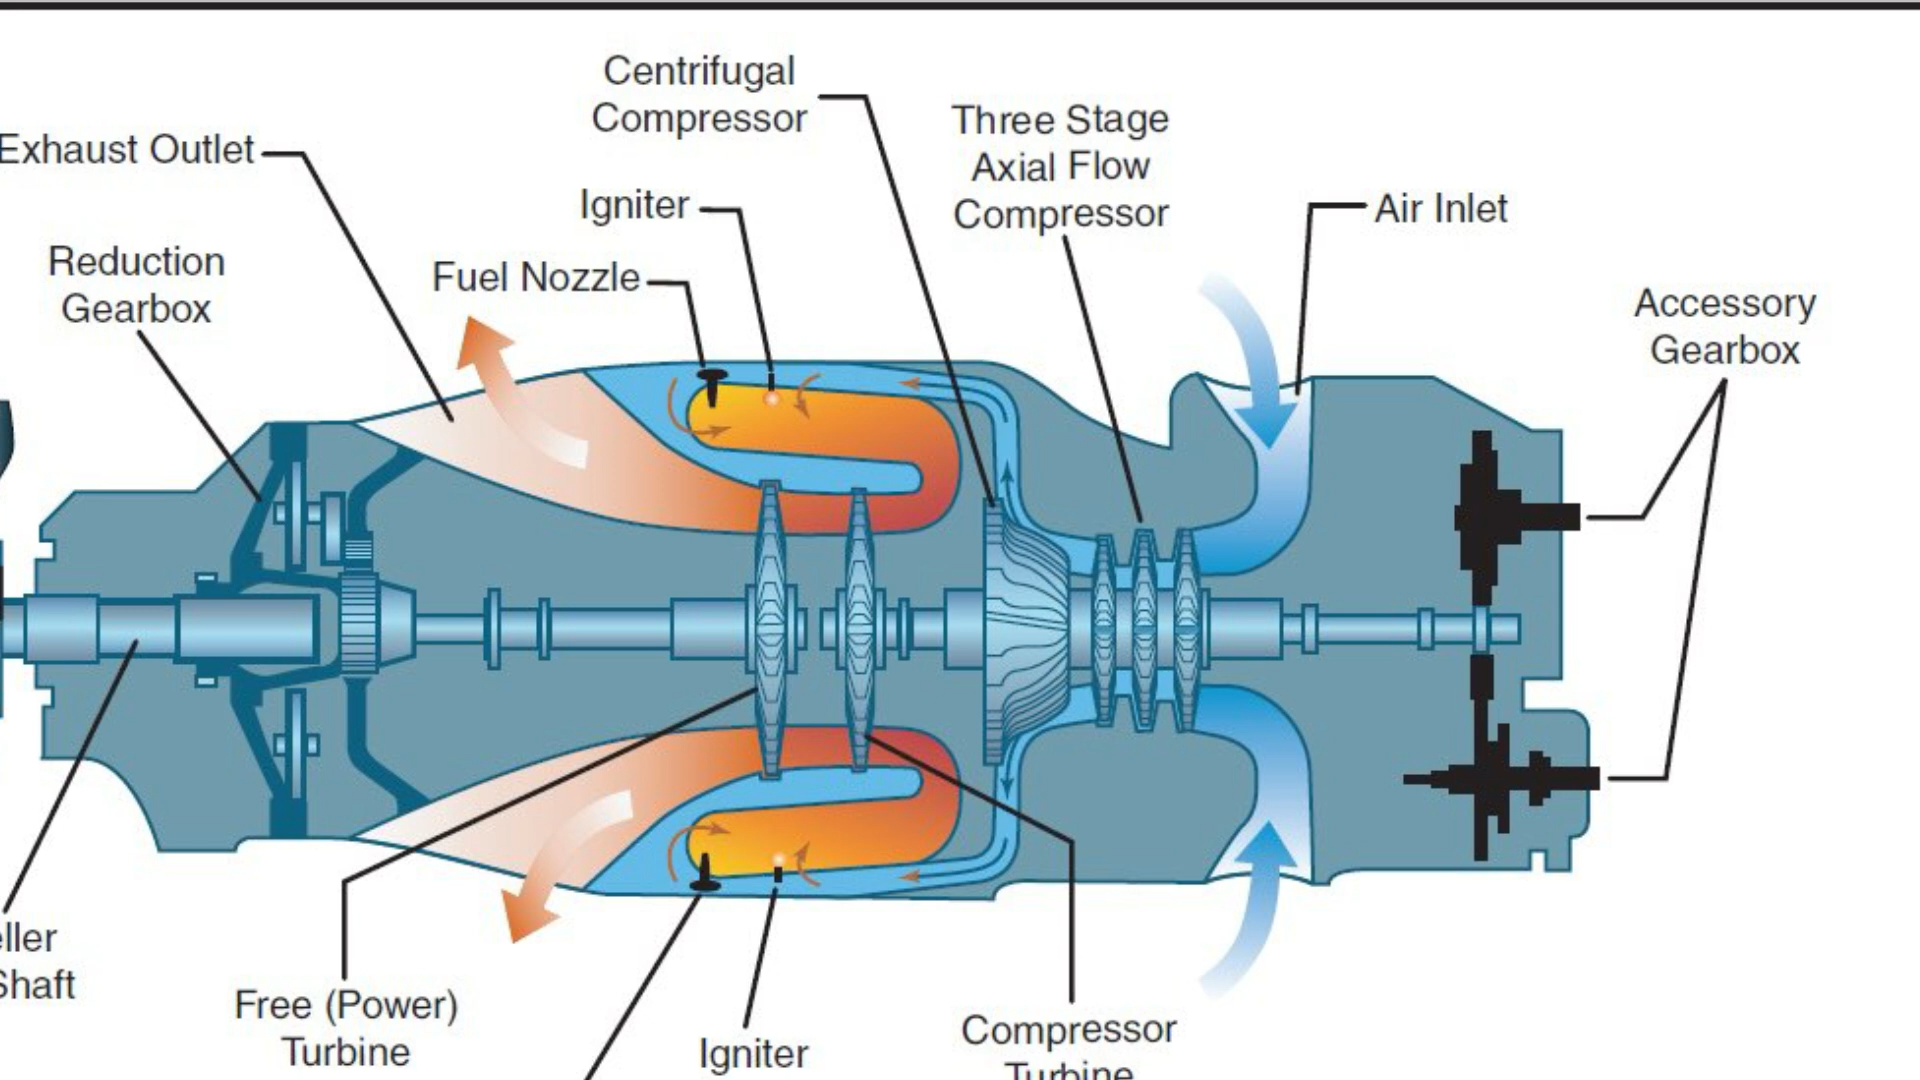 Centrifugal
Compressor
Three Stage
Axial Flow
Compressor
Exhaust Outlet
Igniter
Air Inlet
Reduction
Gearbox
Fuel Nozzle
Accessory
Gearbox
eller
Shaft
Free (Power)
Turbine
Igniter
Compressor
Turbine